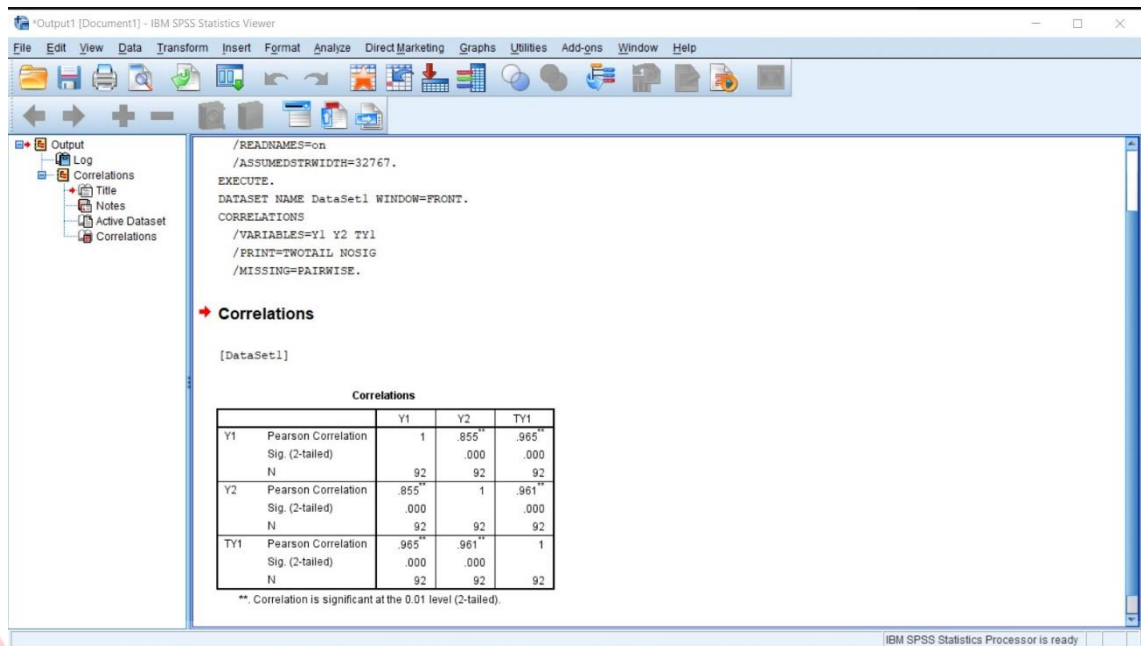 *Output1 [Document1] - IBM SPSS Statistics Viewer
File Edit View Data Transform Insert Format Analyze Direct Marketing Graphs Utilities Add-ons Window Help
Output
Log
Correlations
Title
Notes
Active Dataset
Correlations
/READNAMES=on
/ASSUMEDSTRWIDTH=32767.
EXECUTE.
DATASET NAME DataSet1 WINDOW=FRONT.
CORRELATIONS
/VARIABLES=Y1 Y2 TY1
/PRINT=TWOTAIL NOSIG
/MISSING=PAIRWISE.
Correlations
[DataSet1]
Correlations
Y1 Y2 TY1
Y1 Pearson Correlation 1 .855** .965**
Sig. (2-tailed) .000 .000
N 92 92 92
Y2 Pearson Correlation .855** 1 .961**
Sig. (2-tailed) .000 .000
N 92 92 92
TY1 Pearson Correlation .965** .961** 1
Sig. (2-tailed) .000 .000
N 92 92 92
**. Correlation is significant at the 0.01 level (2-tailed).
IBM SPSS Statistics Processor is ready